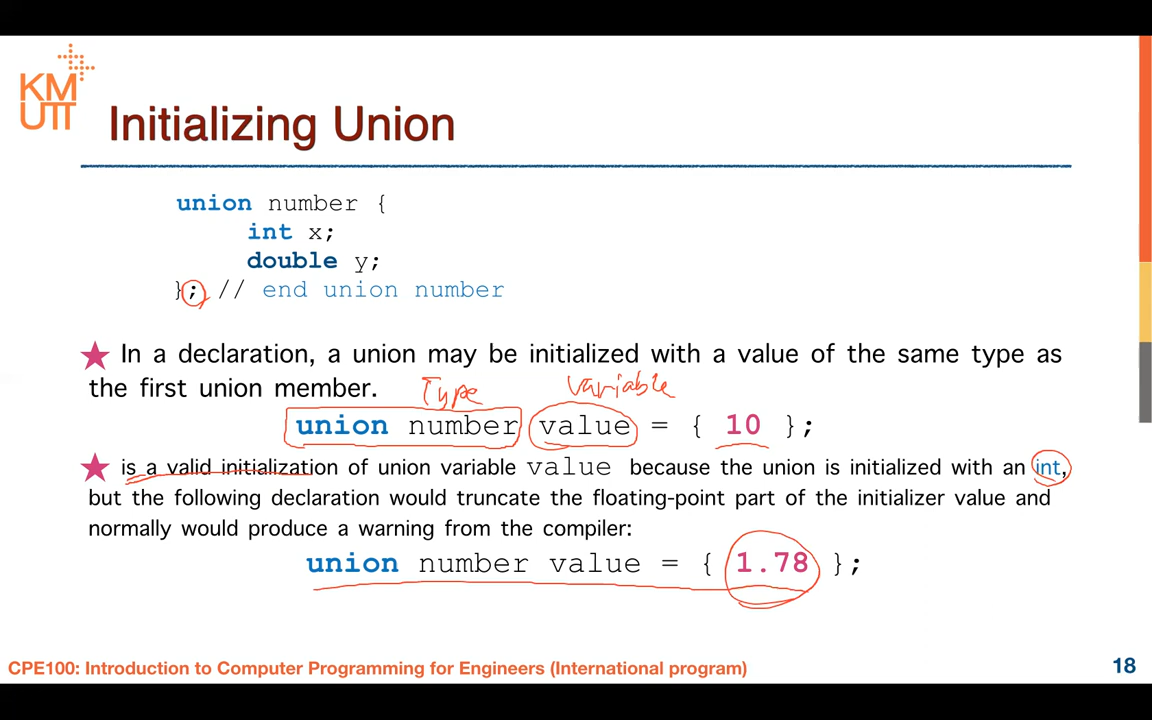 KM
UTT
Initializing Union
union number {
int x;
double y;
}; // end union number
★ In a declaration, a union may be initialized with a value of the same type as
the first union member.
Type variable
union number value = { 10 };
★ is a valid initialization of union variable value because the union is initialized with an int,
but the following declaration would truncate the floating-point part of the initializer value and
normally would produce a warning from the compiler:
union number value = { 1.78 };
CPE100: Introduction to Computer Programming for Engineers (International program) 18